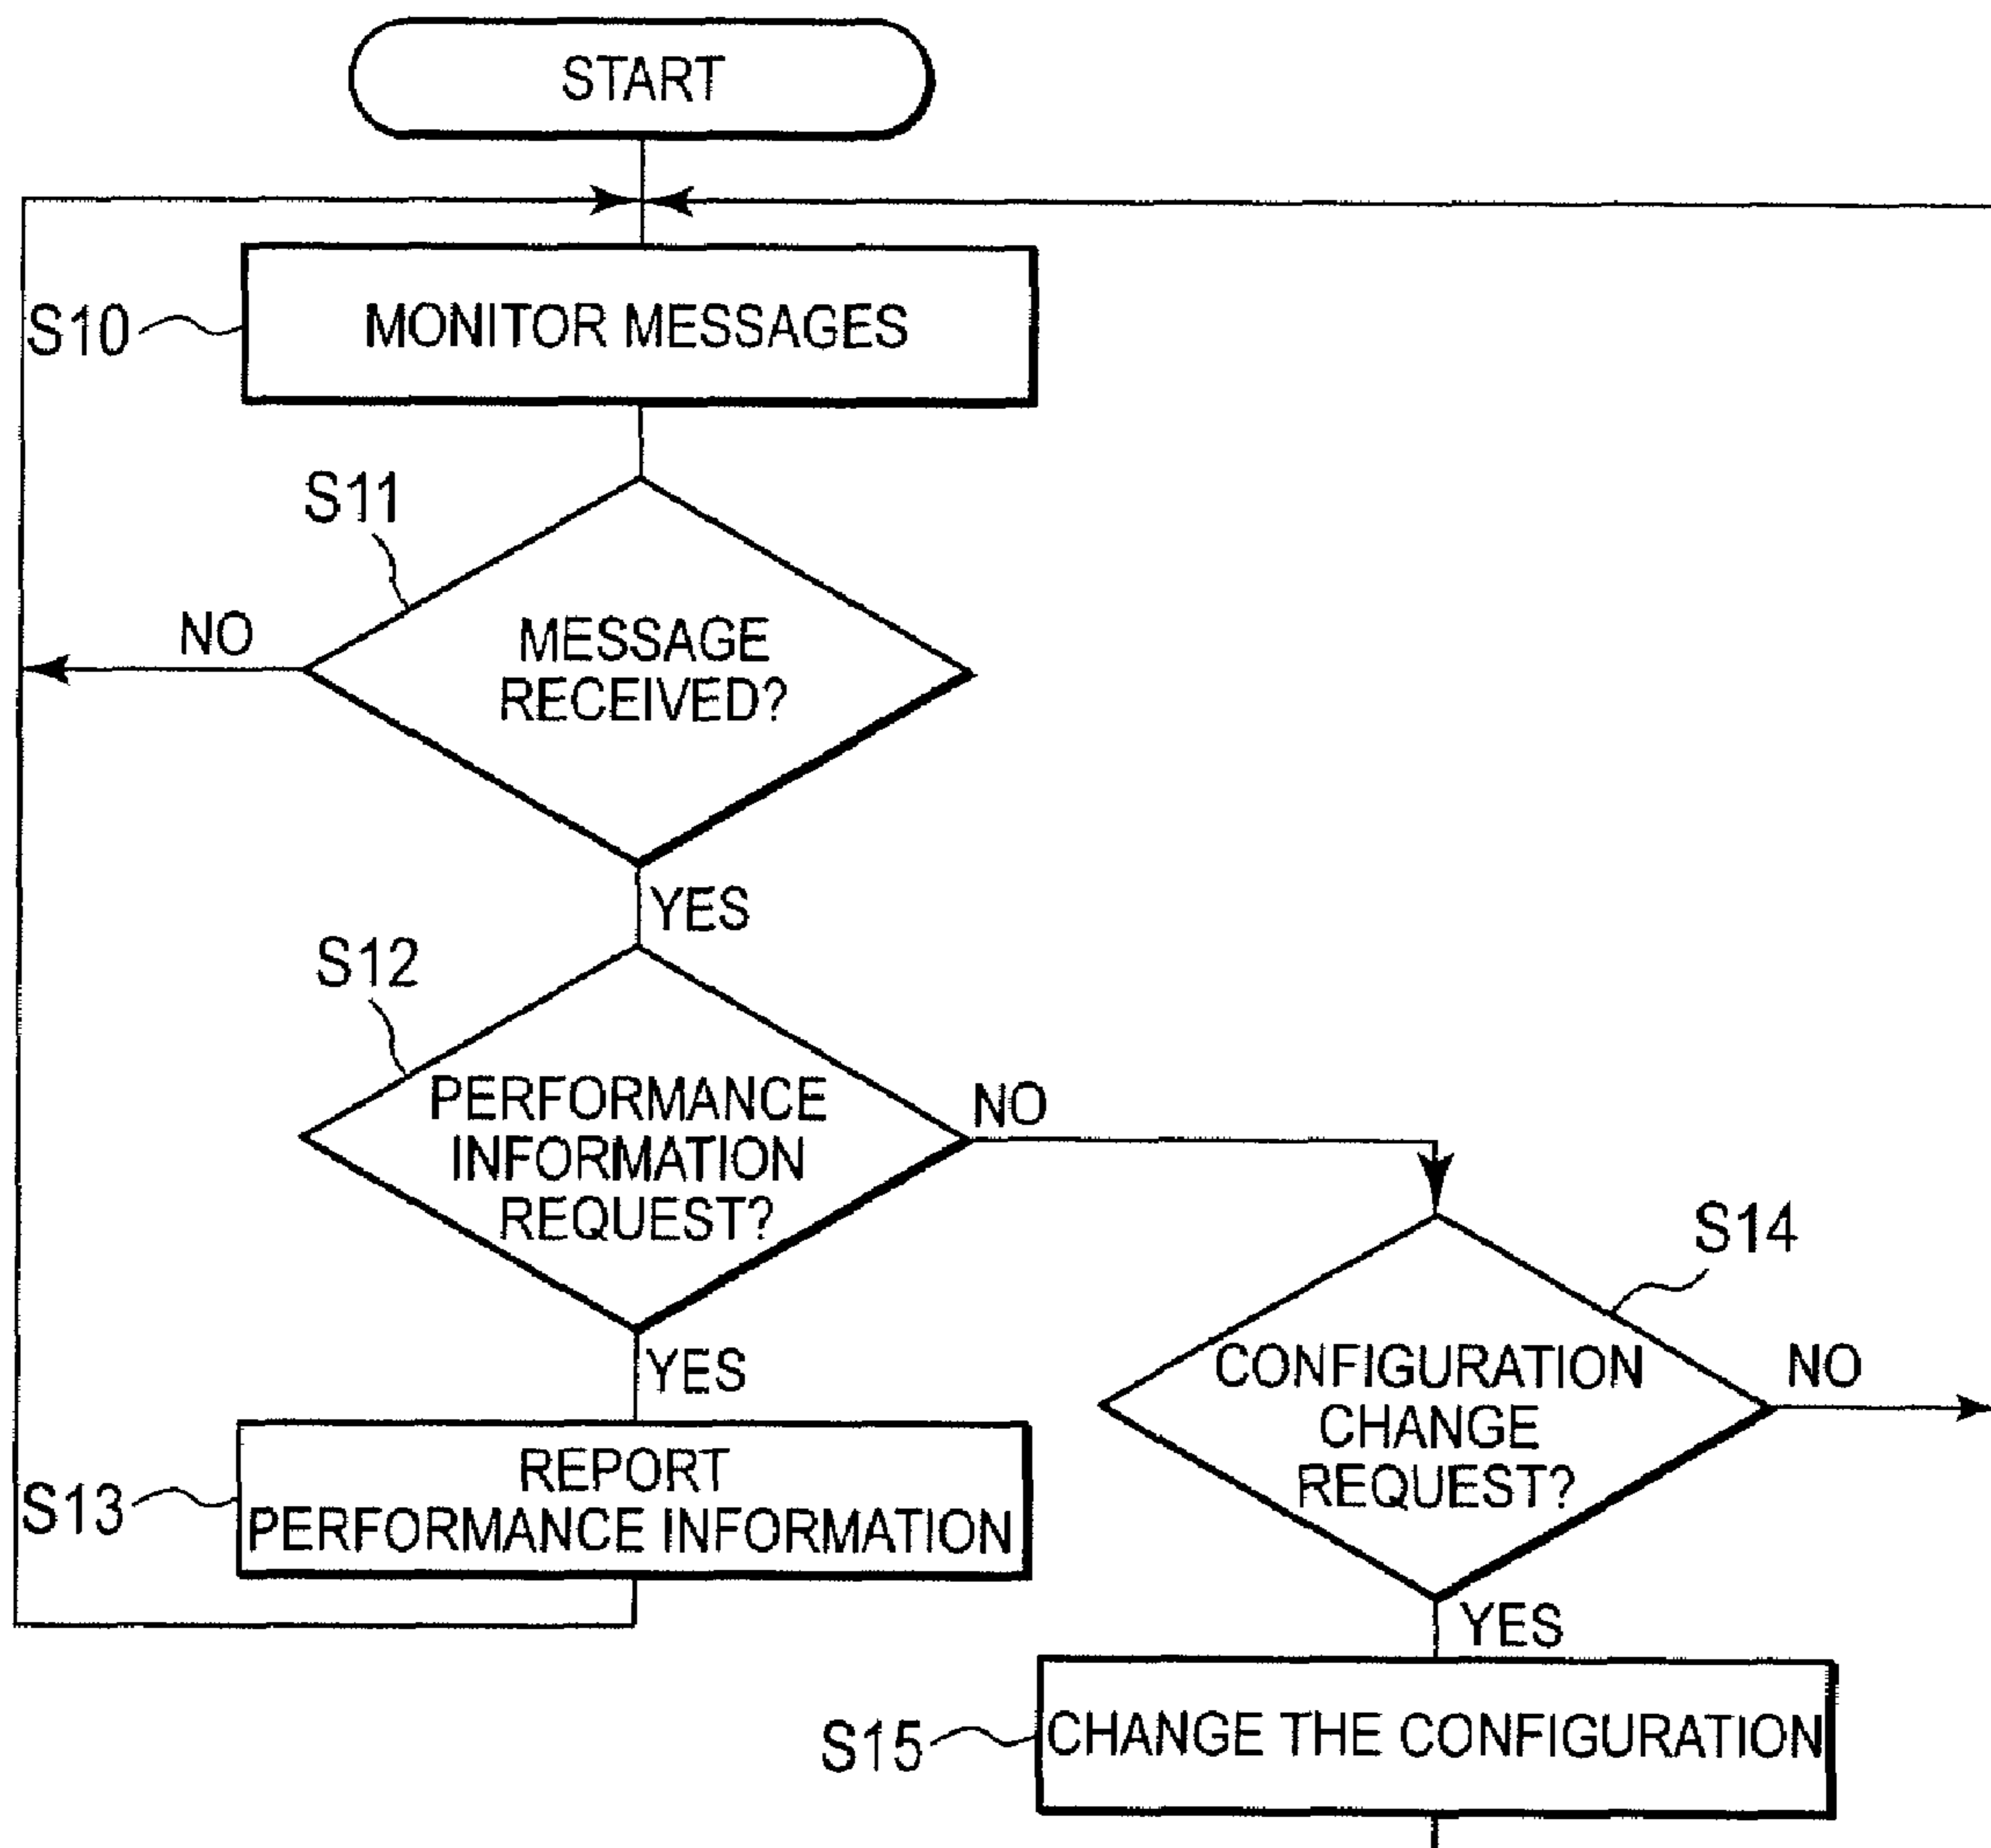 START
S10
MONITOR MESSAGES
S11
NO
MESSAGE
RECEIVED?
YES
S12
PERFORMANCE
INFORMATION
REQUEST?
NO
S14
YES
CONFIGURATION
CHANGE
REQUEST?
NO
S13
REPORT
PERFORMANCE INFORMATION
YES
S15
CHANGE THE CONFIGURATION